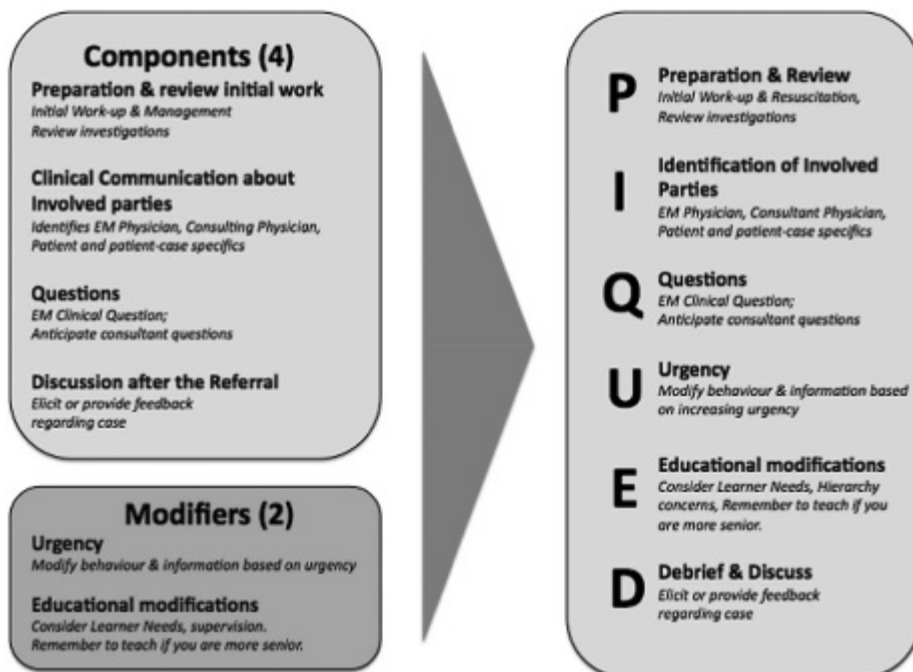 Components (4)
Preparation & review initial work
Initial Work-up & Management
Review investigations
Clinical Communication about
Involved parties
Identifies EM Physician, Consulting Physician,
Patient and patient-case specifics
Questions
EM Clinical Question;
Anticipate consultant questions
Discussion after the Referral
Elicit or provide feedback
regarding case
Modifiers (2)
Urgency
Modify behaviour & information based on urgency
Educational modifications
Consider Learner Needs, supervision.
Remember to teach if you are more senior.
P
Preparation & Review
Initial Work-up & Resuscitation,
Review investigations
I
Identification of Involved
Parties
EM Physician, Consultant Physician,
Patient and patient-case specifics
Q
Questions
EM Clinical Question;
Anticipate consultant questions
U
Urgency
Modify behaviour & information based
on increasing urgency
E
Educational modifications
Consider Learner Needs, Hierarchy
concerns, Remember to teach if you
are more senior.
D
Debrief & Discuss
Elicit or provide feedback
regarding case